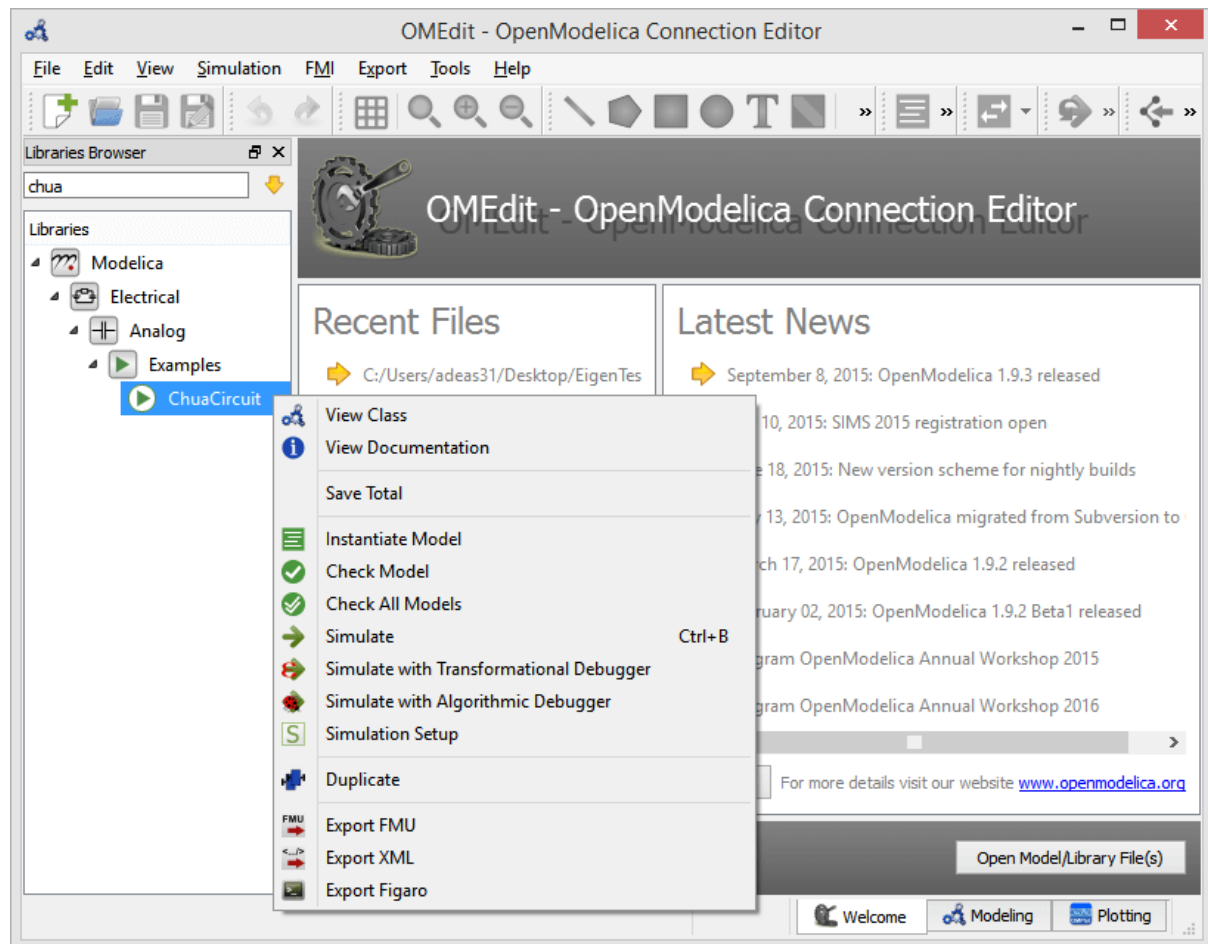 OMEdit - OpenModelica Connection Editor
File Edit View Simulation FMI Export Tools Help
T » » » »
Libraries Browser
chua
Libraries
Modelica
Electrical
Analog
Examples
ChuaCircuit
OMEdit - OpenModelica Connection Editor
Recent Files
C:/Users/adeas31/Desktop/EigenTes
Latest News
September 8, 2015: OpenModelica 1.9.3 released
10, 2015: SIMS 2015 registration open
18, 2015: New version scheme for nightly builds
13, 2015: OpenModelica migrated from Subversion to
ch 17, 2015: OpenModelica 1.9.2 released
ruary 02, 2015: OpenModelica 1.9.2 Beta1 released
gram OpenModelica Annual Workshop 2015
gram OpenModelica Annual Workshop 2016
For more details visit our website www.openmodelica.org
View Class
View Documentation
Save Total
Instantiate Model
Check Model
Check All Models
Simulate Ctrl+B
Simulate with Transformational Debugger
Simulate with Algorithmic Debugger
S Simulation Setup
Duplicate
FMU Export FMU
Export XML
Export Figaro
Open Model/Library File(s)
Welcome Modeling Plotting